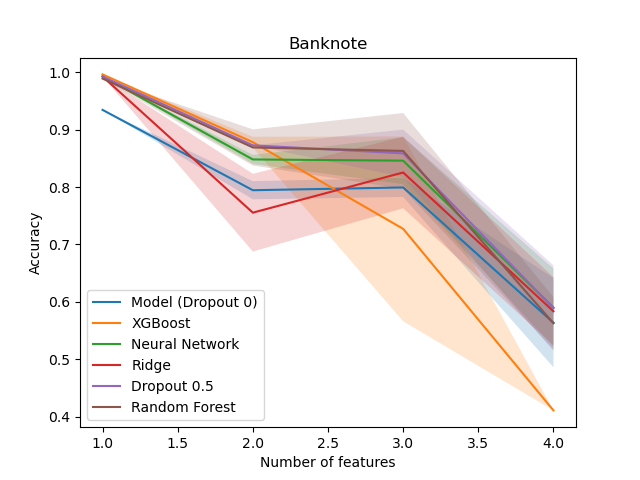 Banknote
1.0
0.9
0.8
0.7
0.6
0.5
0.4
Accuracy
Model (Dropout 0)
XGBoost
Neural Network
Ridge
Dropout 0.5
Random Forest
1.0 1.5 2.0 2.5 3.0 3.5 4.0
Number of features